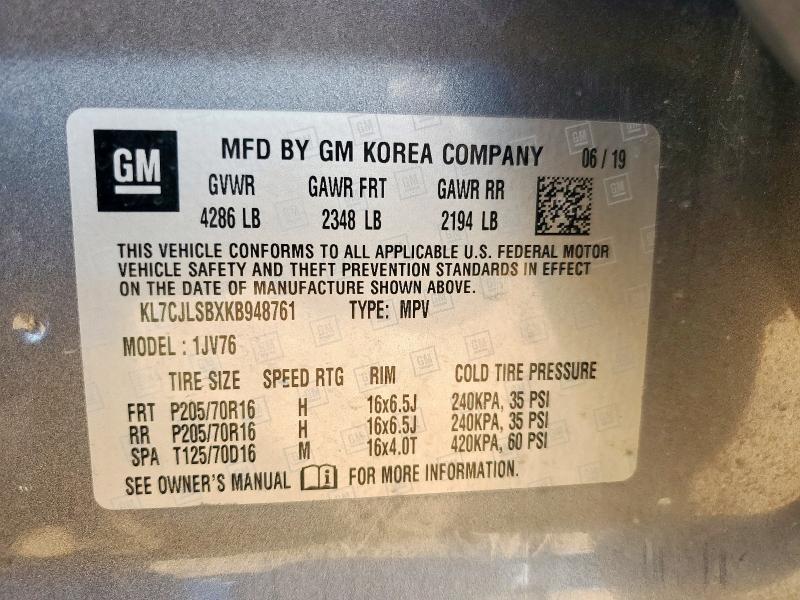 GM MFD BY GM KOREA COMPANY 06 / 19
GVWR GAWR FRT GAWR RR
4286 LB 2348 LB 2194 LB
THIS VEHICLE CONFORMS TO ALL APPLICABLE U.S. FEDERAL MOTOR
VEHICLE SAFETY AND THEFT PREVENTION STANDARDS IN EFFECT
ON THE DATE OF MANUFACTURE SHOWN ABOVE.
KL7CJLSBXKB948761 TYPE: MPV
MODEL : 1JV76
TIRE SIZE SPEED RTG RIM COLD TIRE PRESSURE
FRT P205/70R16 H 16x6.5J 240KPA, 35 PSI
RR P205/70R16 H 16x6.5J 240KPA, 35 PSI
SPA T125/70D16 M 16x4.0T 420KPA, 60 PSI
SEE OWNER'S MANUAL i FOR MORE INFORMATION.